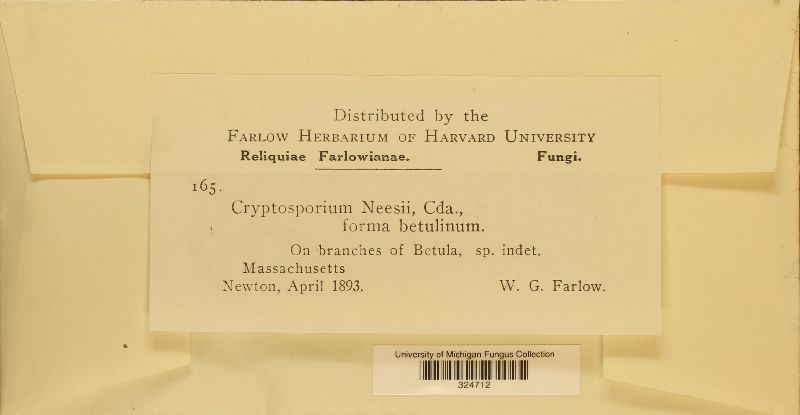 Distributed by the
FARLOW HERBARIUM OF HARVARD UNIVERSITY
Reliquiae Farlowianae. Fungi.
165.
Cryptosporium Neesii, Cda.,
forma betulinum.
On branches of Betula, sp. indet.
Massachusetts
Newton, April 1893. W. G. Farlow.
University of Michigan Fungus Collection
324712